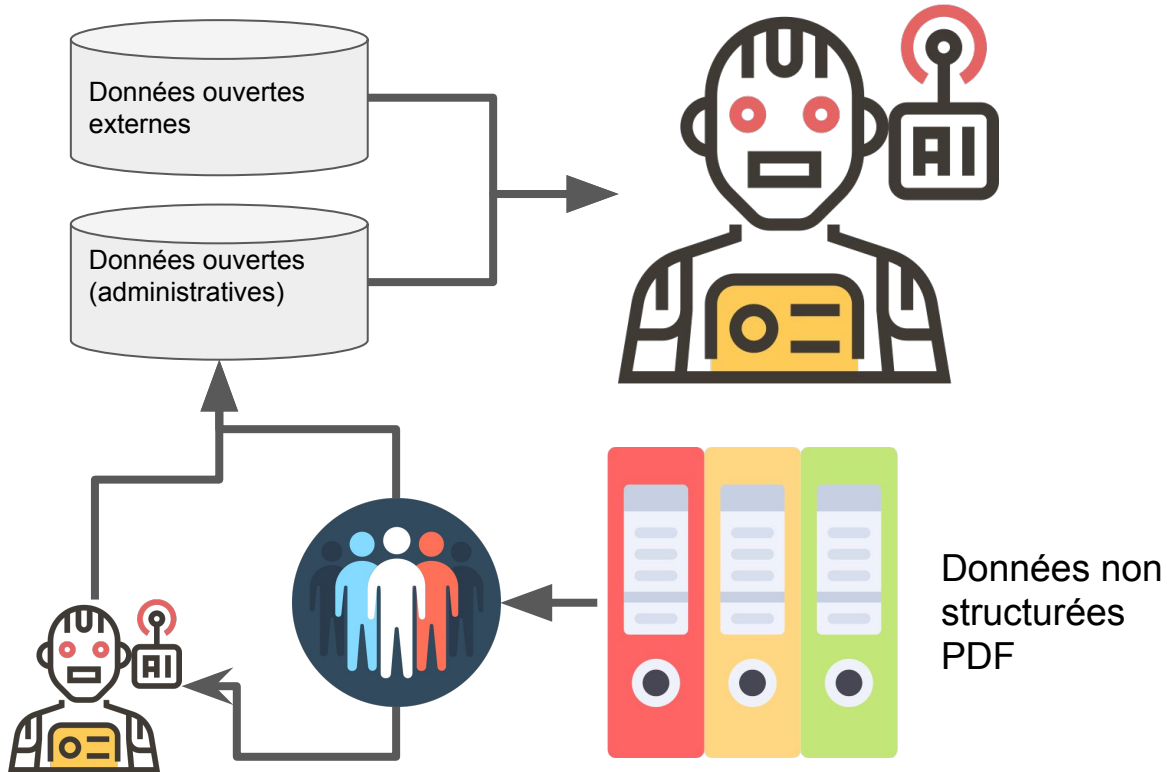 Données ouvertes
externes
AI
Données ouvertes
(administratives)
Données non
structurées
PDF
AI